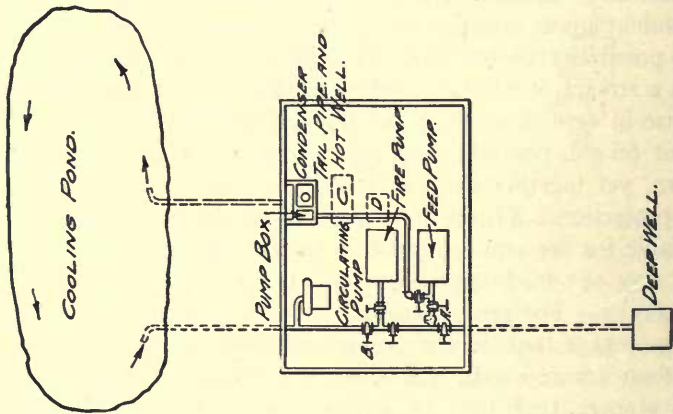 COOLING POND.
PUMP BOX
CONDENSER
TAIL PIPE. AND
HOT WELL.
CIRCULATING
PUMP
C.
D
FIRE PUMP.
FEED PUMP.
B.
A.
DEEP WELL.